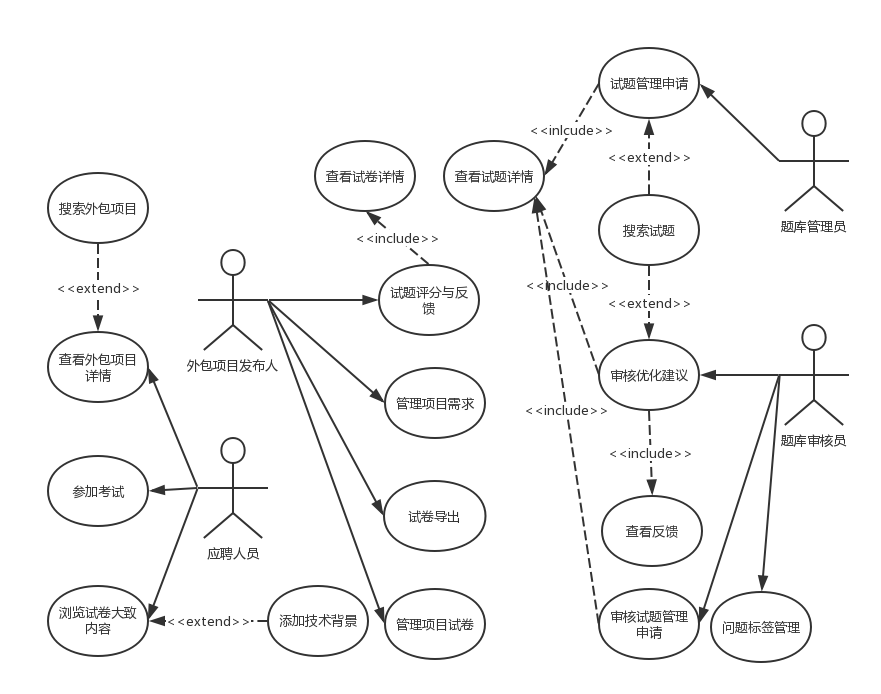 试题管理申请
<<inlcude>>
<<extend>>
查看试卷详情
查看试题详情
搜索外包项目
搜索试题
题库管理员
<<include>>
<<extend>>
<<include>>
<<extend>>
试题评分与反
馈
查看外包项目
详情
外包项目发布人
审核优化建议
管理项目需求
<<include>>
题库审核员
<<include>>
参加考试
试卷导出
查看反馈
应聘人员
浏览试卷大致
内容
<<extend>>
添加技术背景
管理项目试卷
审核试题管理
申请
问题标签管理